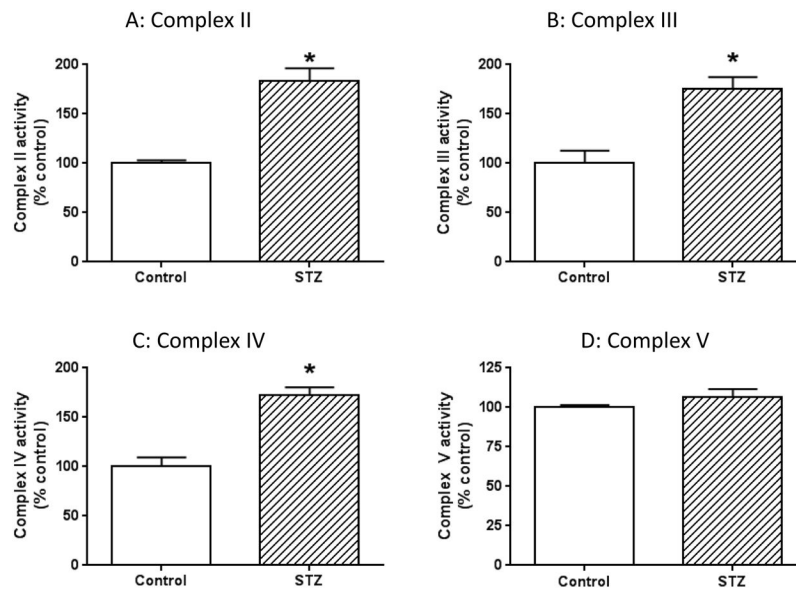 A: Complex II
Complex II activity
(% control)
200
150
100
50
0
*
Control
STZ
B: Complex III
Complex III activity
(% control)
200
150
100
50
0
*
Control
STZ
C: Complex IV
Complex IV activity
(% control)
200
150
100
50
0
*
Control
STZ
D: Complex V
Complex V activity
(% control)
125
100
75
50
25
0
Control
STZ